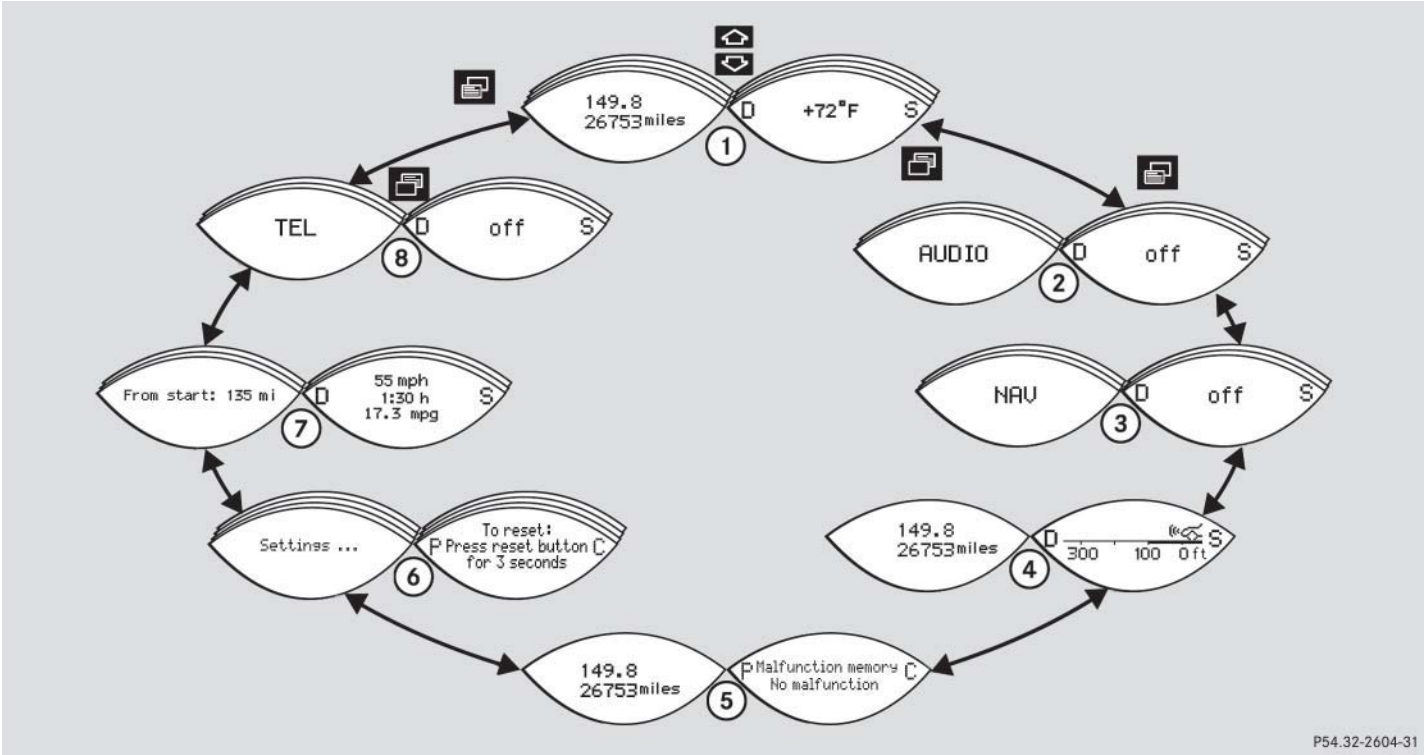 149.8
26753miles
D +72°F S
1
TEL
D off S
8
AUDIO
D off S
2
From start: 135 mi
D 55 mph S
1:30 h
17.3 mpg
7
NAV
D off S
3
Settings ...
To reset:
P Press reset button C
for 3 seconds
6
149.8
26753miles
D S
300 100 0 ft
4
149.8
26753miles
P Malfunction memory C
No malfunction
5
P54.32-2604-31